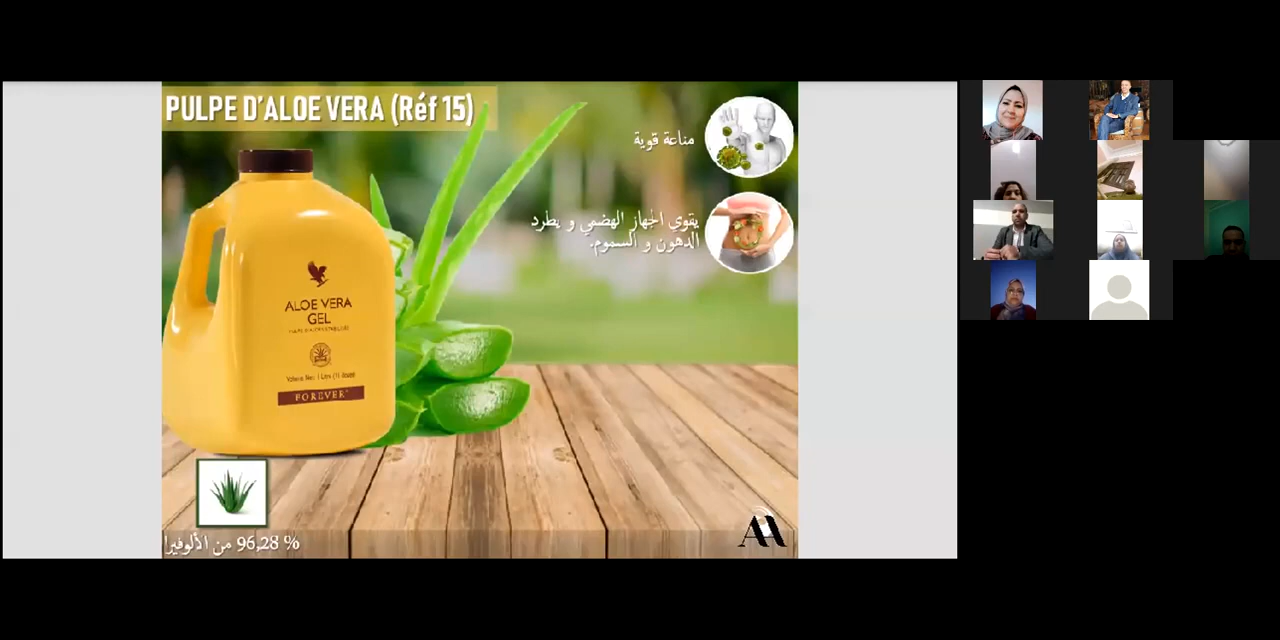 PULPE D'ALOE VERA (Réf 15)
مناعة قوية
يقوي الجهاز الهضمي و يطرد
الدهون و السموم.
ALOE VERA
GEL
FOREVER
96,28 % من الألوفيرا
AA